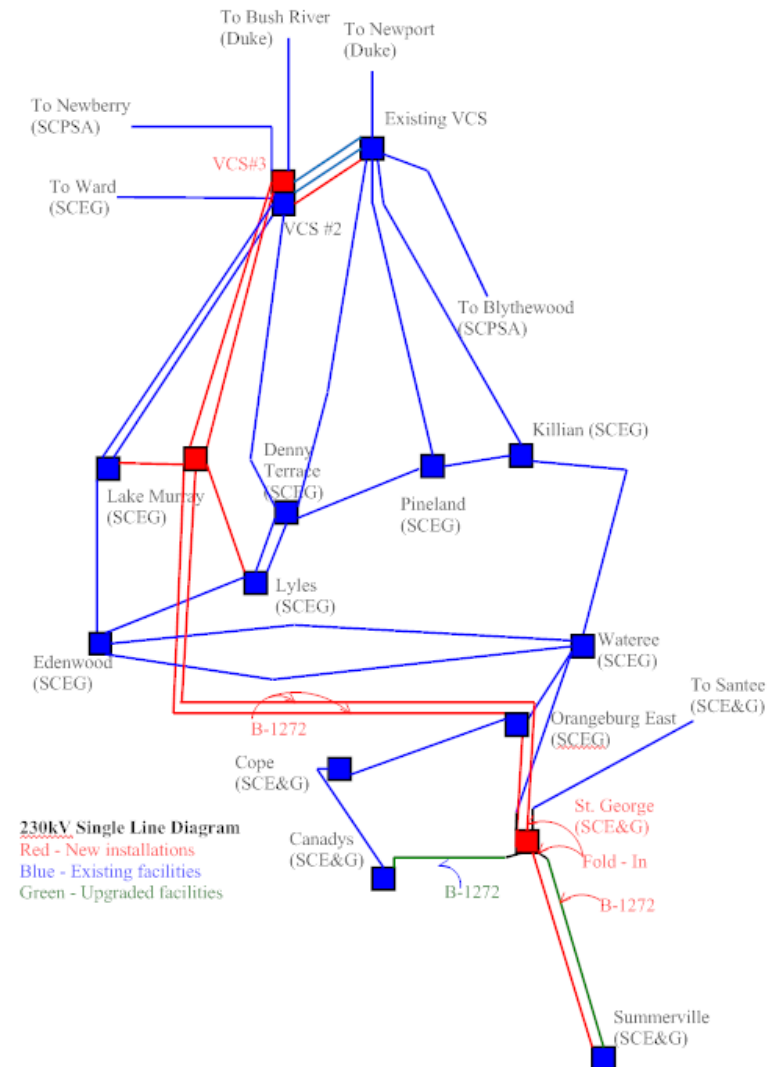 To Bush River
(Duke)
To Newport
(Duke)
To Newberry
(SCPSA)
Existing VCS
VCS#3
To Ward
(SCEG)
VCS #2
To Blythewood
(SCPSA)
Killian (SCEG)
Denny
Terrace
(SCEG)
Lake Murray
(SCEG)
Pineland
(SCEG)
Lyles
(SCEG)
Edenwood
(SCEG)
Wateree
(SCEG)
To Santee
(SCE&G)
B-1272
Orangeburg East
(SCEG)
Cope
(SCE&G)
St. George
(SCE&G)
230kV Single Line Diagram
Red - New installations
Blue - Existing facilities
Green - Upgraded facilities
Canadys
(SCE&G)
Fold - In
B-1272
B-1272
Summerville
(SCE&G)